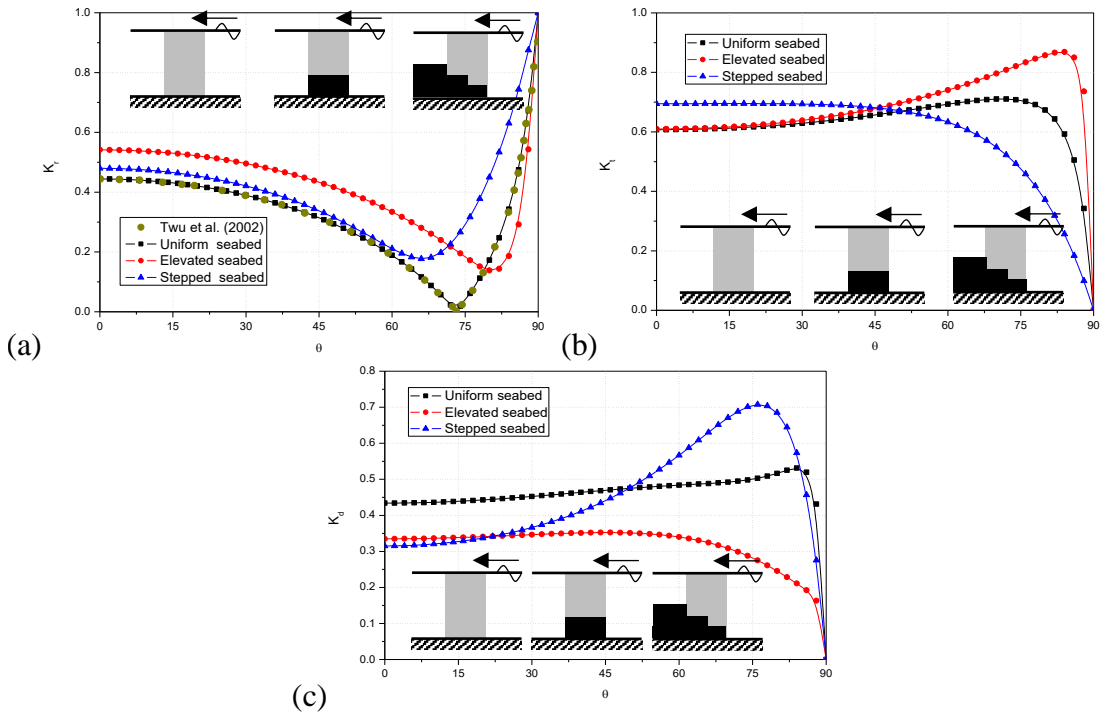 1.0
0.8
0.6
0.4
0.2
0.0
K_r
Twu et al. (2002)
Uniform seabed
Elevated seabed
Stepped seabed
0 15 30 45 60 75 90
θ
(a)
1.0
0.8
0.6
0.4
0.2
0.0
K_t
Uniform seabed
Elevated seabed
Stepped seabed
0 15 30 45 60 75 90
θ
(b)
0.8
0.7
0.6
0.5
0.4
0.3
0.2
0.1
0.0
K_d
Uniform seabed
Elevated seabed
Stepped seabed
0 15 30 45 60 75 90
θ
(c)